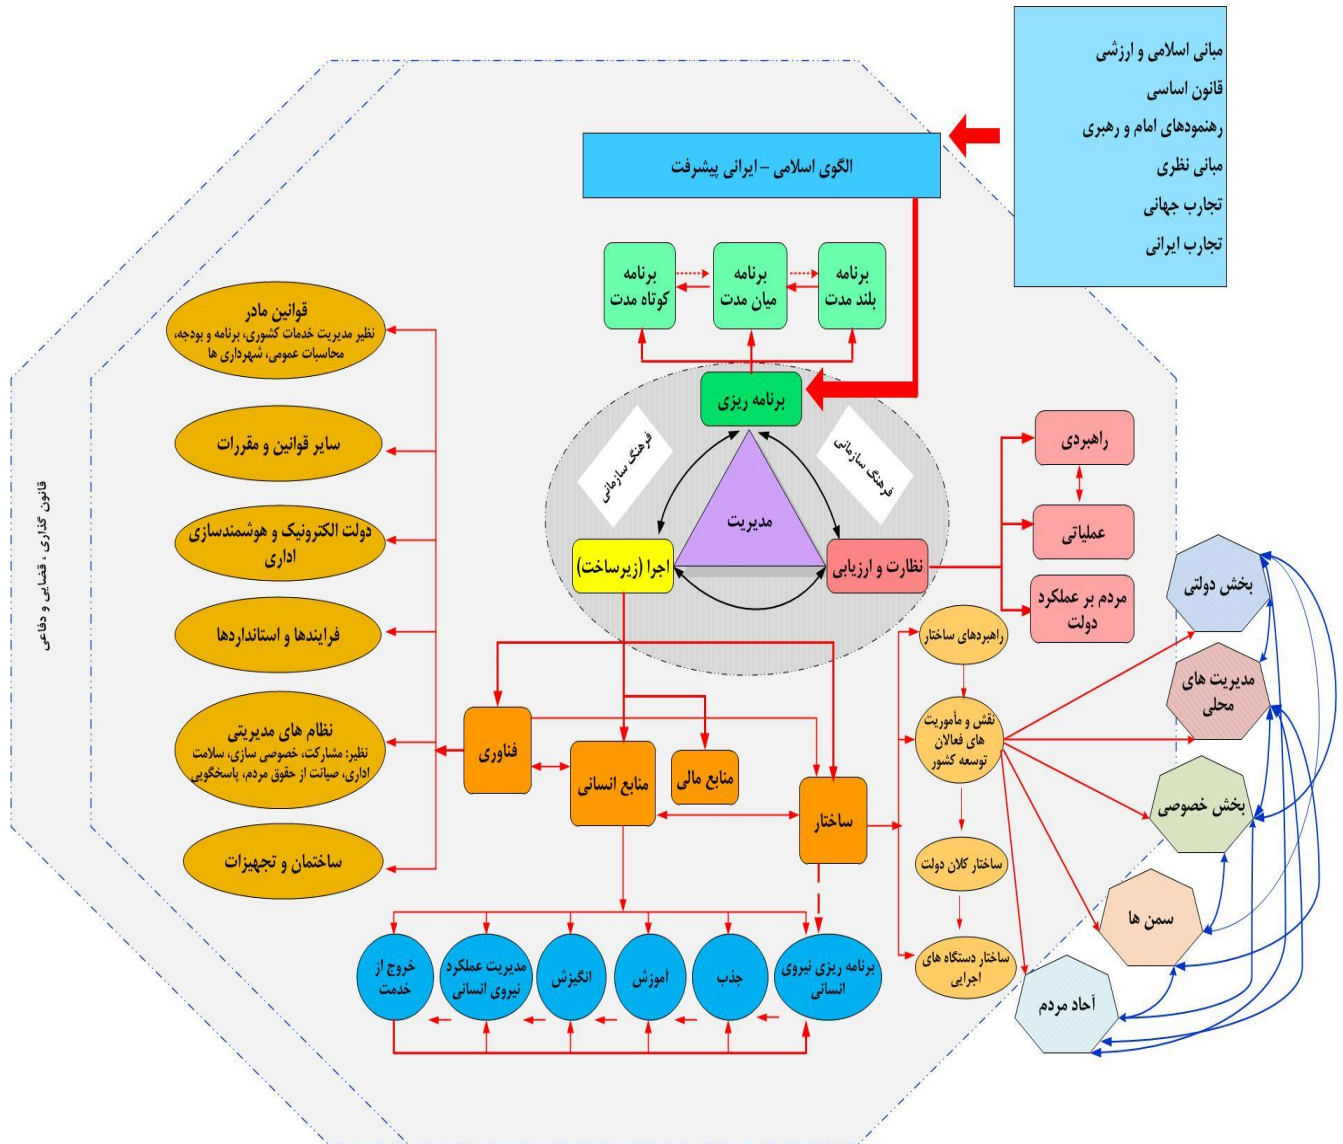 مبانی اسلامی و ارزشی
قانون اساسی
رهنمودهای امام و رهبری
مبانی نظری
تجارب جهانی
تجارب ایرانی
الگوی اسلامی – ایرانی پیشرفت
برنامه
بلند مدت
برنامه
میان مدت
برنامه
کوتاه مدت
برنامه ریزی
فرهنگ سازمانی
فرهنگ سازمانی
مدیریت
نظارت و ارزیابی
اجرا (زیرساخت)
راهبردی
عملیاتی
مردم بر عملکرد
دولت
بخش دولتی
مدیریت های
محلی
بخش خصوصی
سمن ها
آحاد مردم
راهبردهای ساختار
نقش و مأموریت
های فعالان
توسعه کشور
ساختار کلان دولت
ساختار دستگاه های
اجرایی
ساختار
منابع مالی
منابع انسانی
فناوری
برنامه ریزی نیروی
انسانی
جذب
آموزش
انگیزش
مدیریت عملکرد
نیروی انسانی
خروج از
خدمت
قوانین مادر
نظیر مدیریت خدمات کشوری، برنامه و بودجه،
محاسبات عمومی، شهرداری ها
سایر قوانین و مقررات
دولت الکترونیک و هوشمندسازی
اداری
فرایندها و استانداردها
نظام های مدیریتی
نظیر: مشارکت، خصوصی سازی، سلامت
اداری، صیانت از حقوق مردم، پاسخگویی
ساختمان و تجهیزات
قانون گذاری ، قضایی و دفاعی